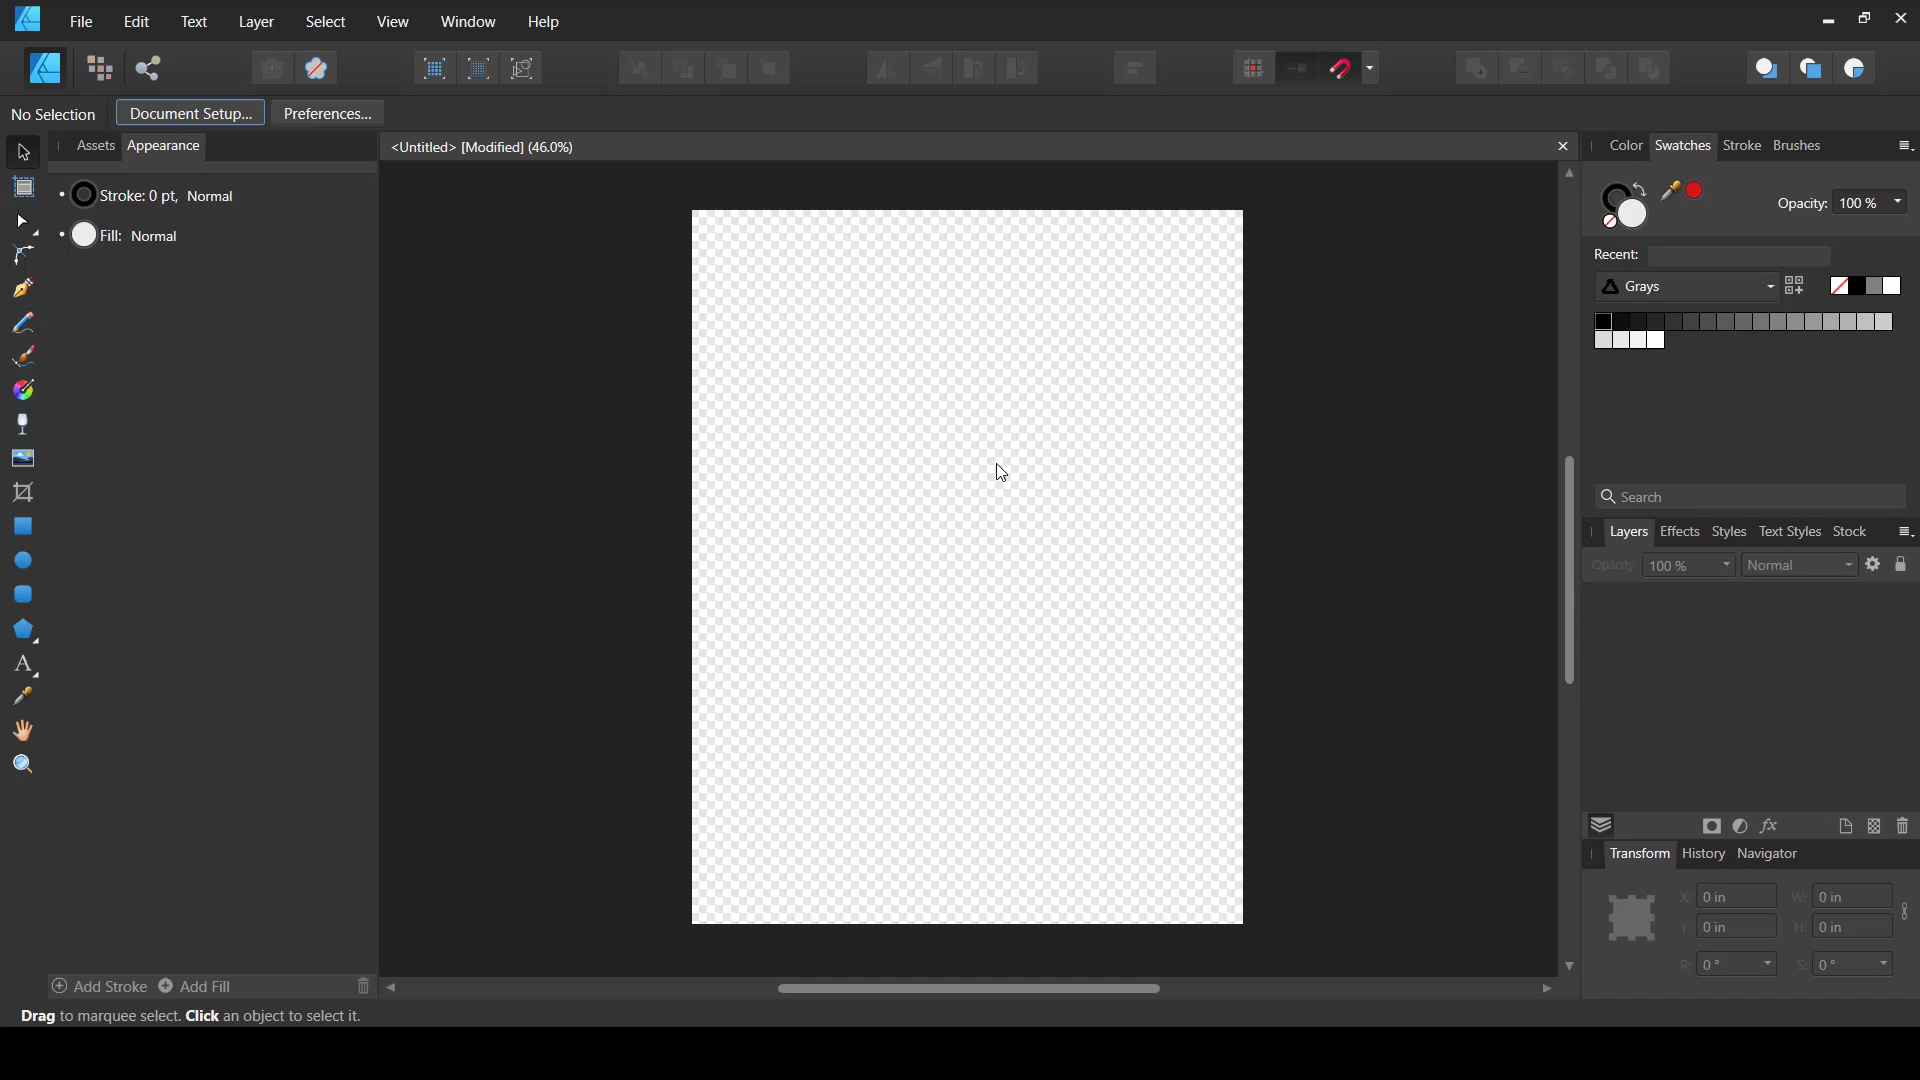 File Edit Text Layer Select View Window Help
No Selection Document Setup... Preferences...
Assets Appearance
<Untitled> [Modified] (46.0%)
Color Swatches Stroke Brushes
Stroke: 0 pt, Normal
Fill: Normal
Opacity: 100 %
Recent:
Grays
Search
Layers Effects Styles Text Styles Stock
Opacity: 100 % Normal
fx
Transform History Navigator
X: 0 in W: 0 in
Y: 0 in H: 0 in
R: 0 ° S: 0 °
Add Stroke Add Fill
Drag to marquee select. Click an object to select it.